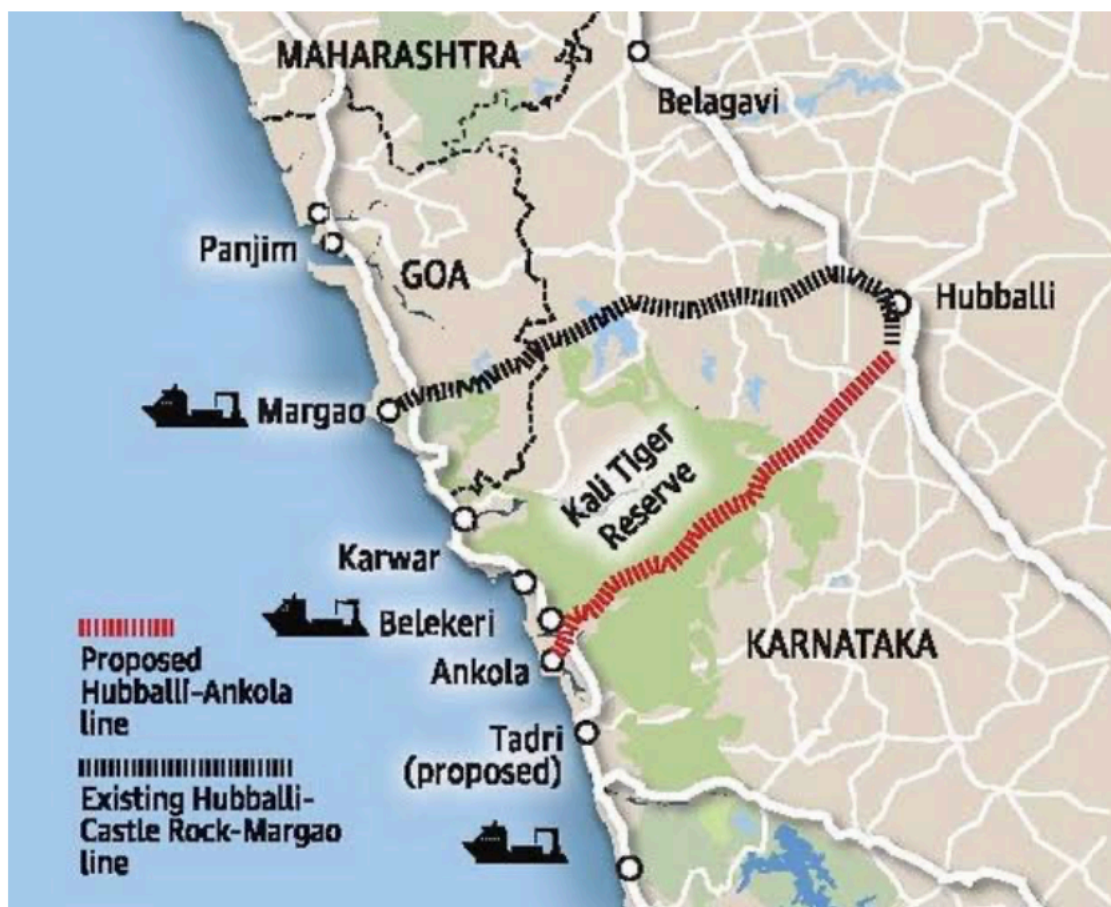 MAHARASHTRA
Belagavi
Panjim
GOA
Hubballi
Margao
Kali Tiger
Reserve
Karwar
Belekeri
Ankola
KARNATAKA
Tadri
(proposed)
Proposed
Hubballi-Ankola
line
Existing Hubballi-
Castle Rock-Margao
line